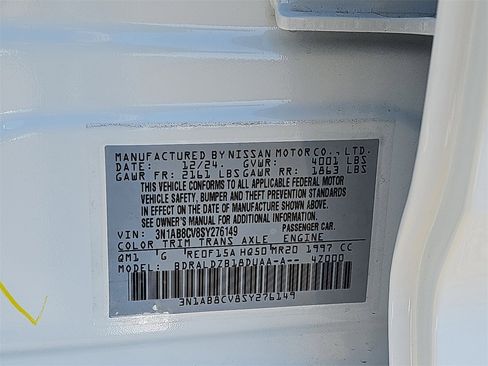 MANUFACTURED BY NISSAN MOTOR CO., LTD.
DATE: 12/24. GVWR: 4001 LBS
GAWR FR: 2161 LBS GAWR RR: 1863 LBS
THIS VEHICLE CONFORMS TO ALL APPLICABLE FEDERAL MOTOR
VEHICLE SAFETY, BUMPER AND THEFT PREVENTION STANDARDS
IN EFFECT ON THE DATE OF MANUFACTURE SHOWN ABOVE.
SEE OWNER'S MANUAL FOR ADDITIONAL INFORMATION.
VIN: 3N1AB8CV8SY276149 PASSENGER CAR.
COLOR TRIM TRANS AXLE ENGINE
QM1 G RE0F15A HQ50 MR20 1997 CC
MODEL: BDRALDZB18DUAA-A-- 47000
3N1AB8CV8SY276149